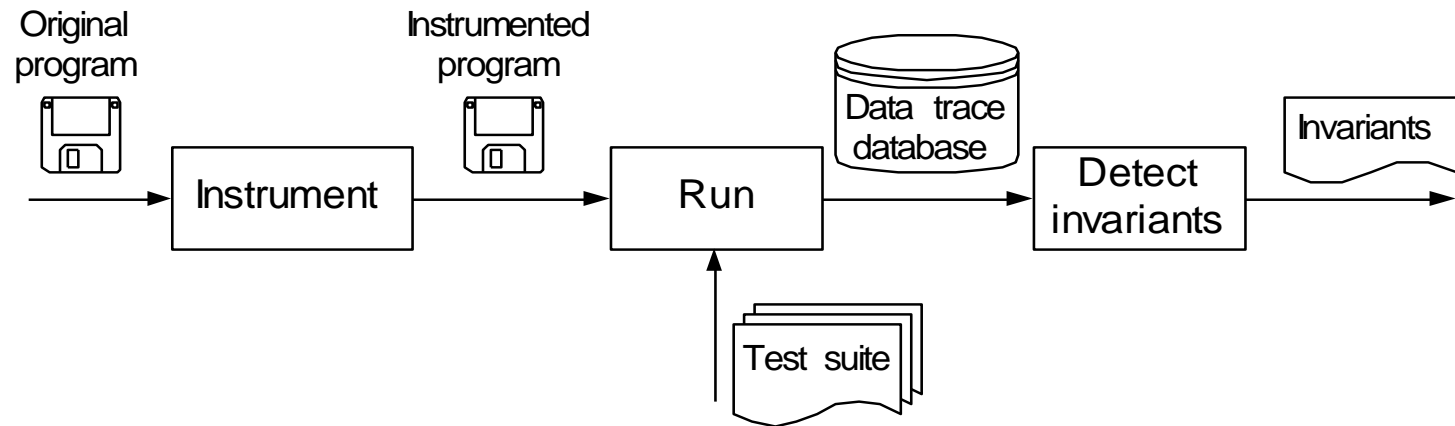 Original
program
Instrumented
program
Data trace
database
Invariants
Instrument
Run
Detect
invariants
Test suite